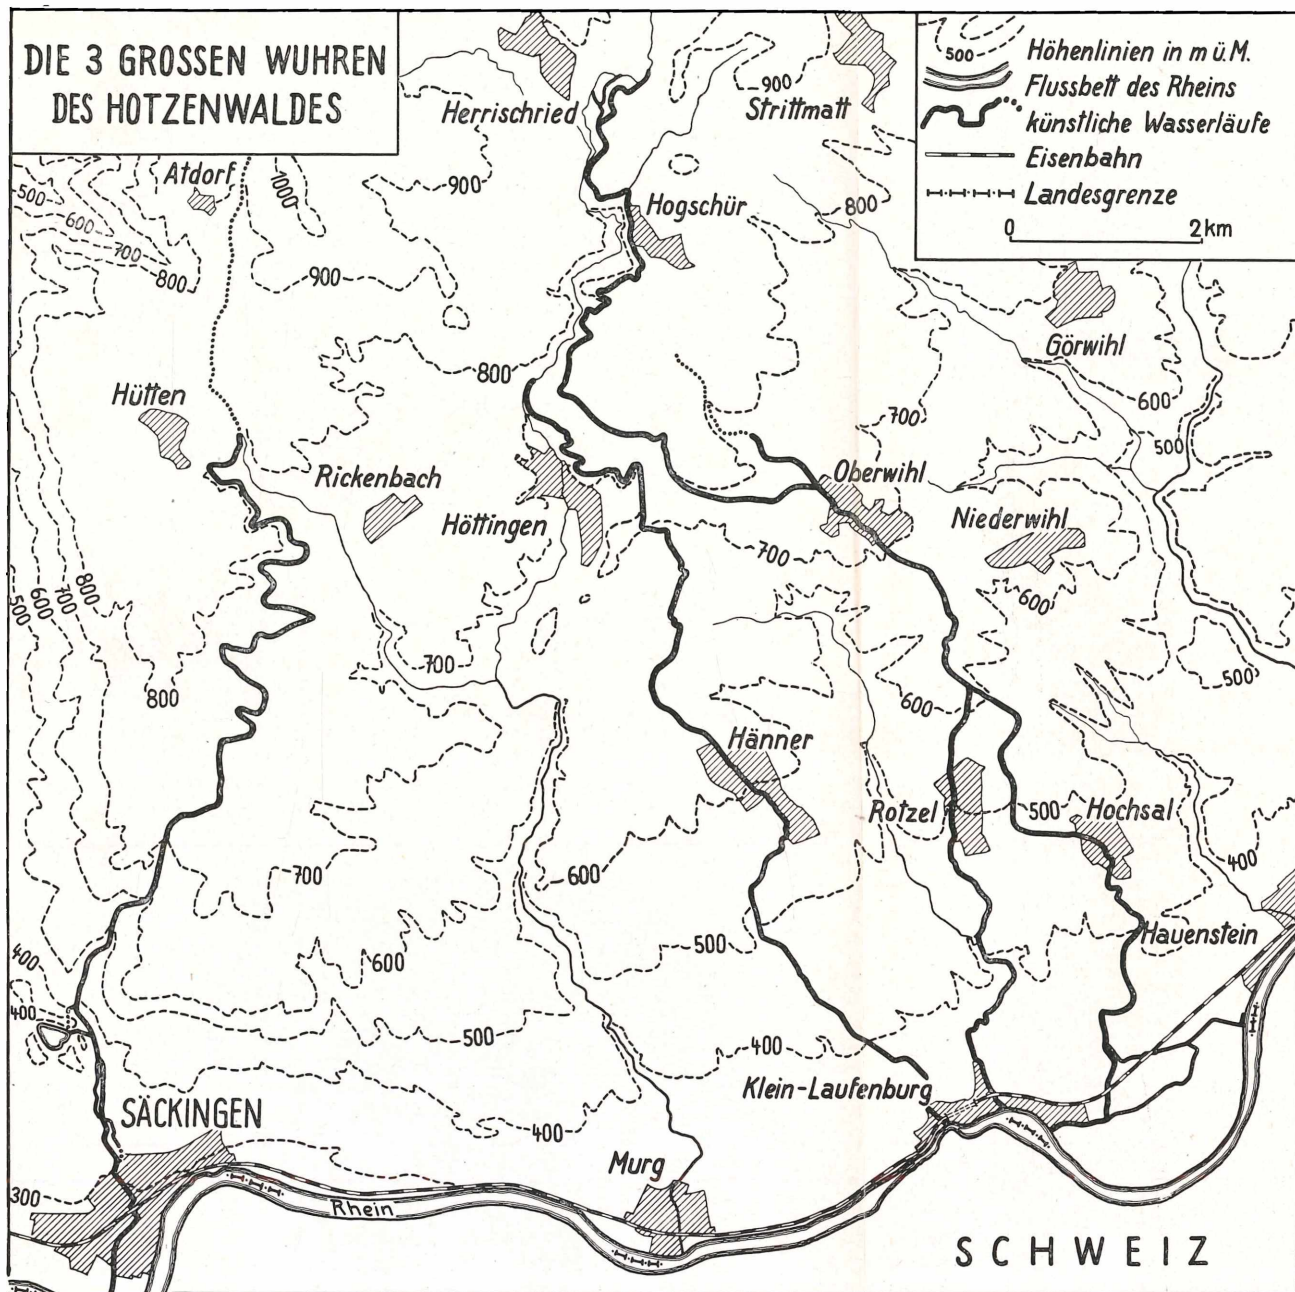 DIE 3 GROSSEN WUHREN
DES HOTZENWALDES
500
Höhenlinien in m ü.M.
Flussbett des Rheins
künstliche Wasserläufe
Eisenbahn
Landesgrenze
0 2 km
Herrischried
900
Strittmatt
Atdorf
1000
900
500
600
700
800
Hogschür
800
900
Görwihl
800
Hütten
600
700
500
Rickenbach
Oberwihl
Höttingen
Niederwihl
700
800
700
600
500
600
700
800
600
500
Hänner
Rotzel
500
Hochsal
700
600
400
500
Hauenstein
400
600
400
500
400
Klein-Laufenburg
SÄCKINGEN
400
Murg
300
Rhein
SCHWEIZ